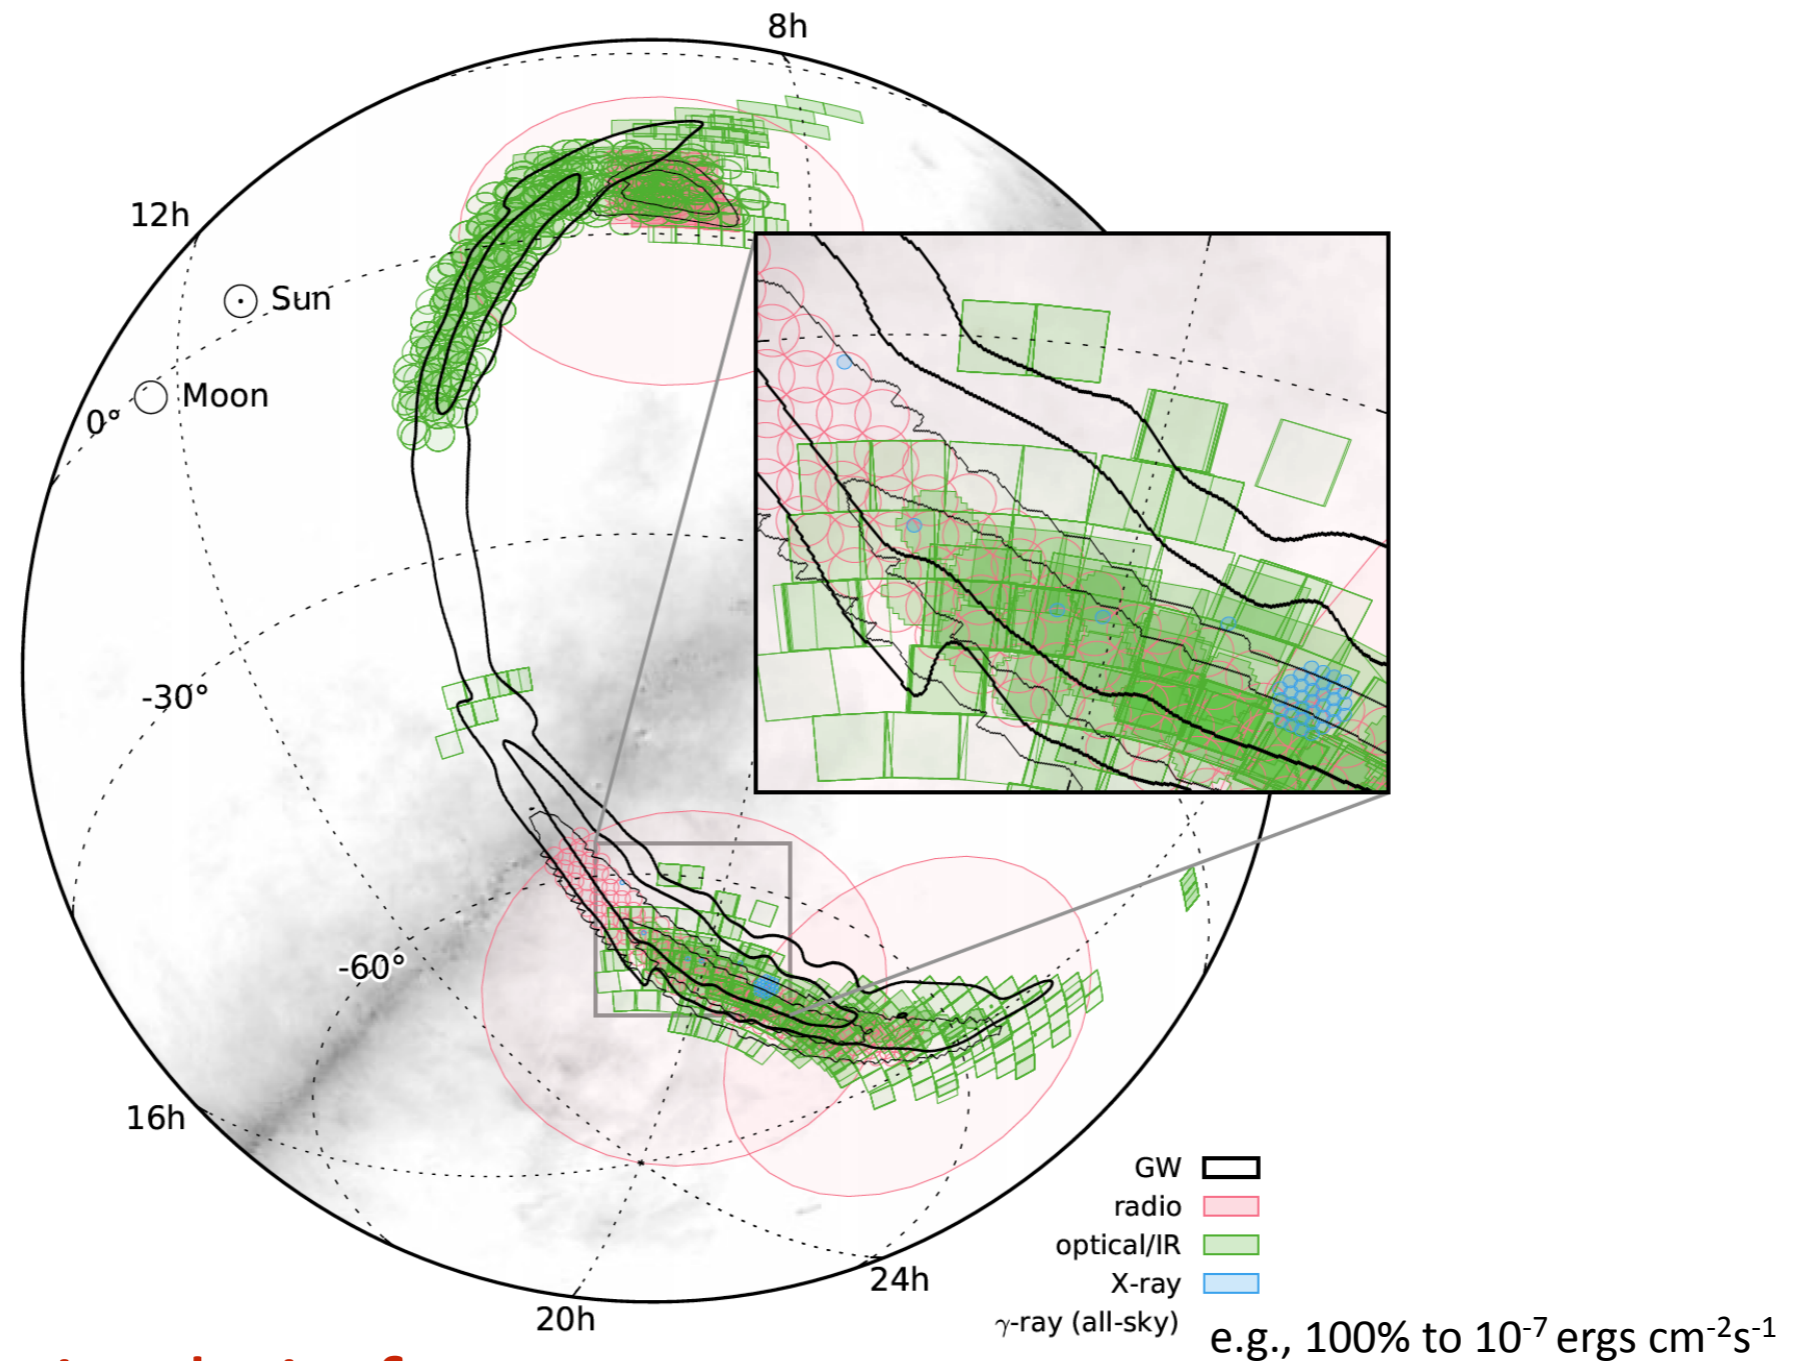 8h
12h
Sun
Moon
0°
-30°
-60°
16h
GW
radio
optical/IR
X-ray
24h
20h
γ-ray (all-sky)
e.g., 100% to 10⁻⁷ ergs cm⁻²s⁻¹